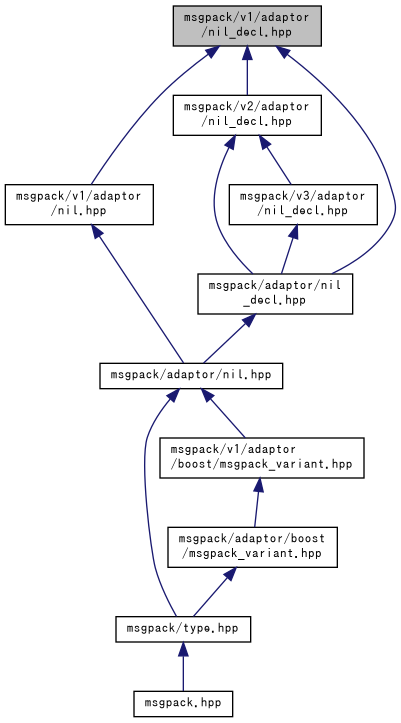 msgpack/v1/adaptor
/nil_decl.hpp
msgpack/v2/adaptor
/nil_decl.hpp
msgpack/v1/adaptor
/nil.hpp
msgpack/v3/adaptor
/nil_decl.hpp
msgpack/adaptor/nil
_decl.hpp
msgpack/adaptor/nil.hpp
msgpack/v1/adaptor
/boost/msgpack_variant.hpp
msgpack/adaptor/boost
/msgpack_variant.hpp
msgpack/type.hpp
msgpack.hpp